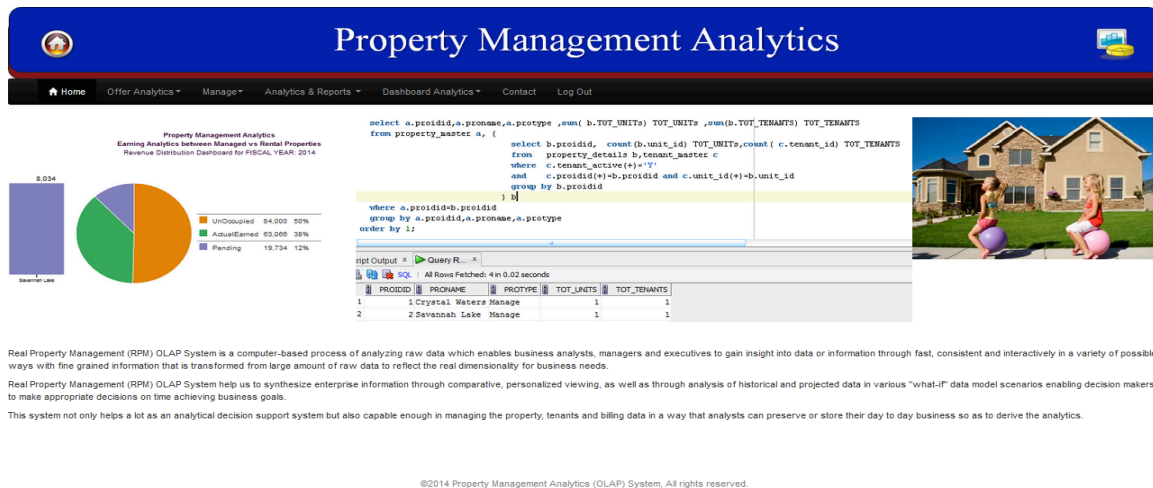 Property Management Analytics
Home Offer Analytics Manage Analytics & Reports Dashboard Analytics Contact Log Out
Property Management Analytics
Earning Analytics between Managed vs Rental Properties
Revenue Distribution Dashboard for FISCAL YEAR: 2014
8,034
UnOccupied 84,000 50%
ActualEarned 63,066 38%
Pending 19,734 12%
Savannah Lake
select a.proidid,a.proname,a.protype ,sum( b.TOT_UNITs) TOT_UNITs ,sum(b.TOT_TENANTS) TOT_TENANTS
from property_master a, (
select b.proidid, count(b.unit_id) TOT_UNITs,count( c.tenant_id) TOT_TENANTS
from property_details b,tenant_master c
where c.tenant_active(+)='Y'
and c.proidid(+)=b.proidid and c.unit_id(+)=b.unit_id
group by b.proidid
) b
where a.proidid=b.proidid
group by a.proidid,a.proname,a.protype
order by 1;
ript Output × Query R... ×
SQL | All Rows Fetched: 4 in 0.02 seconds
PROIDID PRONAME PROTYPE TOT_UNITS TOT_TENANTS
1 1 Crystal Waters Manage 1 1
2 2 Savannah Lake Manage 1 1
Real Property Management (RPM) OLAP System is a computer-based process of analyzing raw data which enables business analysts, managers and executives to gain insight into data or information through fast, consistent and interactively in a variety of possible
ways with fine grained information that is transformed from large amount of raw data to reflect the real dimensionality for business needs.
Real Property Management (RPM) OLAP System help us to synthesize enterprise information through comparative, personalized viewing, as well as through analysis of historical and projected data in various "what-if" data model scenarios enabling decision makers
to make appropriate decisions on time achieving business goals.
This system not only helps a lot as an analytical decision support system but also capable enough in managing the property, tenants and billing data in a way that analysts can preserve or store their day to day business so as to derive the analytics.
©2014 Property Management Analytics (OLAP) System, All rights reserved.